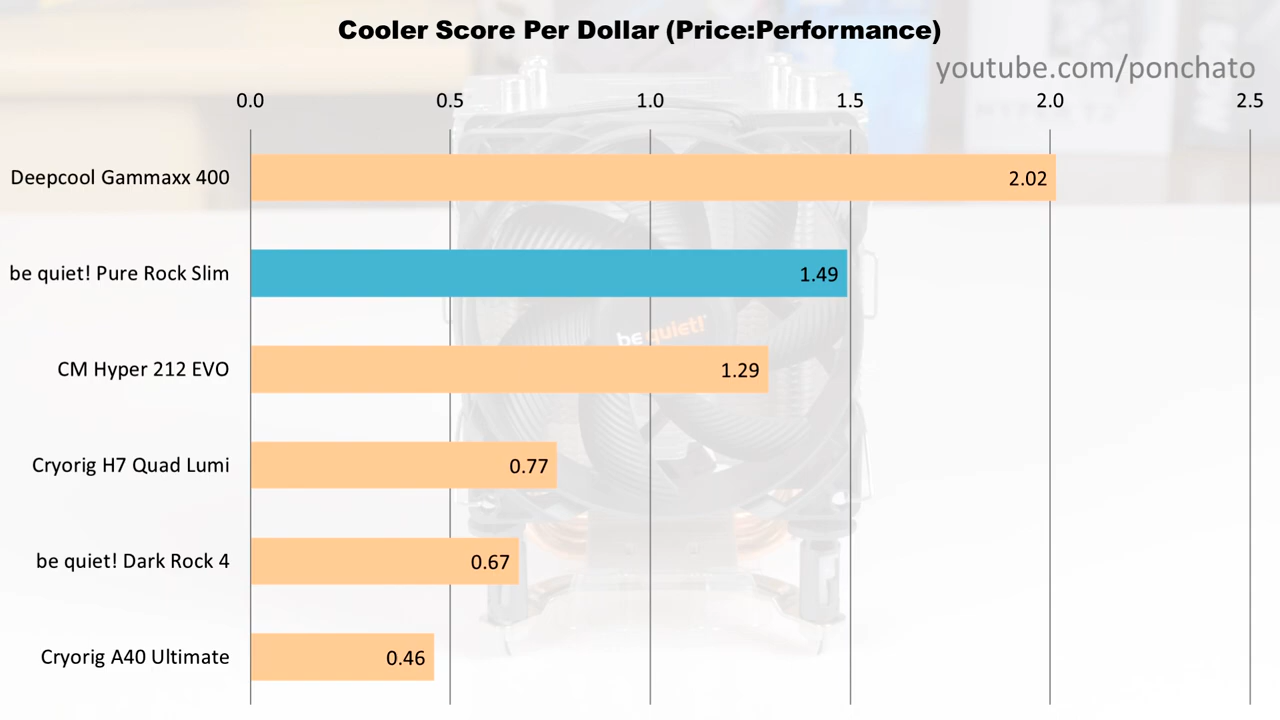 Cooler Score Per Dollar (Price:Performance)
youtube.com/ponchato
0.0 0.5 1.0 1.5 2.0 2.5
Deepcool Gammaxx 400 2.02
be quiet! Pure Rock Slim 1.49
be quiet!
CM Hyper 212 EVO 1.29
Cryorig H7 Quad Lumi 0.77
be quiet! Dark Rock 4 0.67
Cryorig A40 Ultimate 0.46